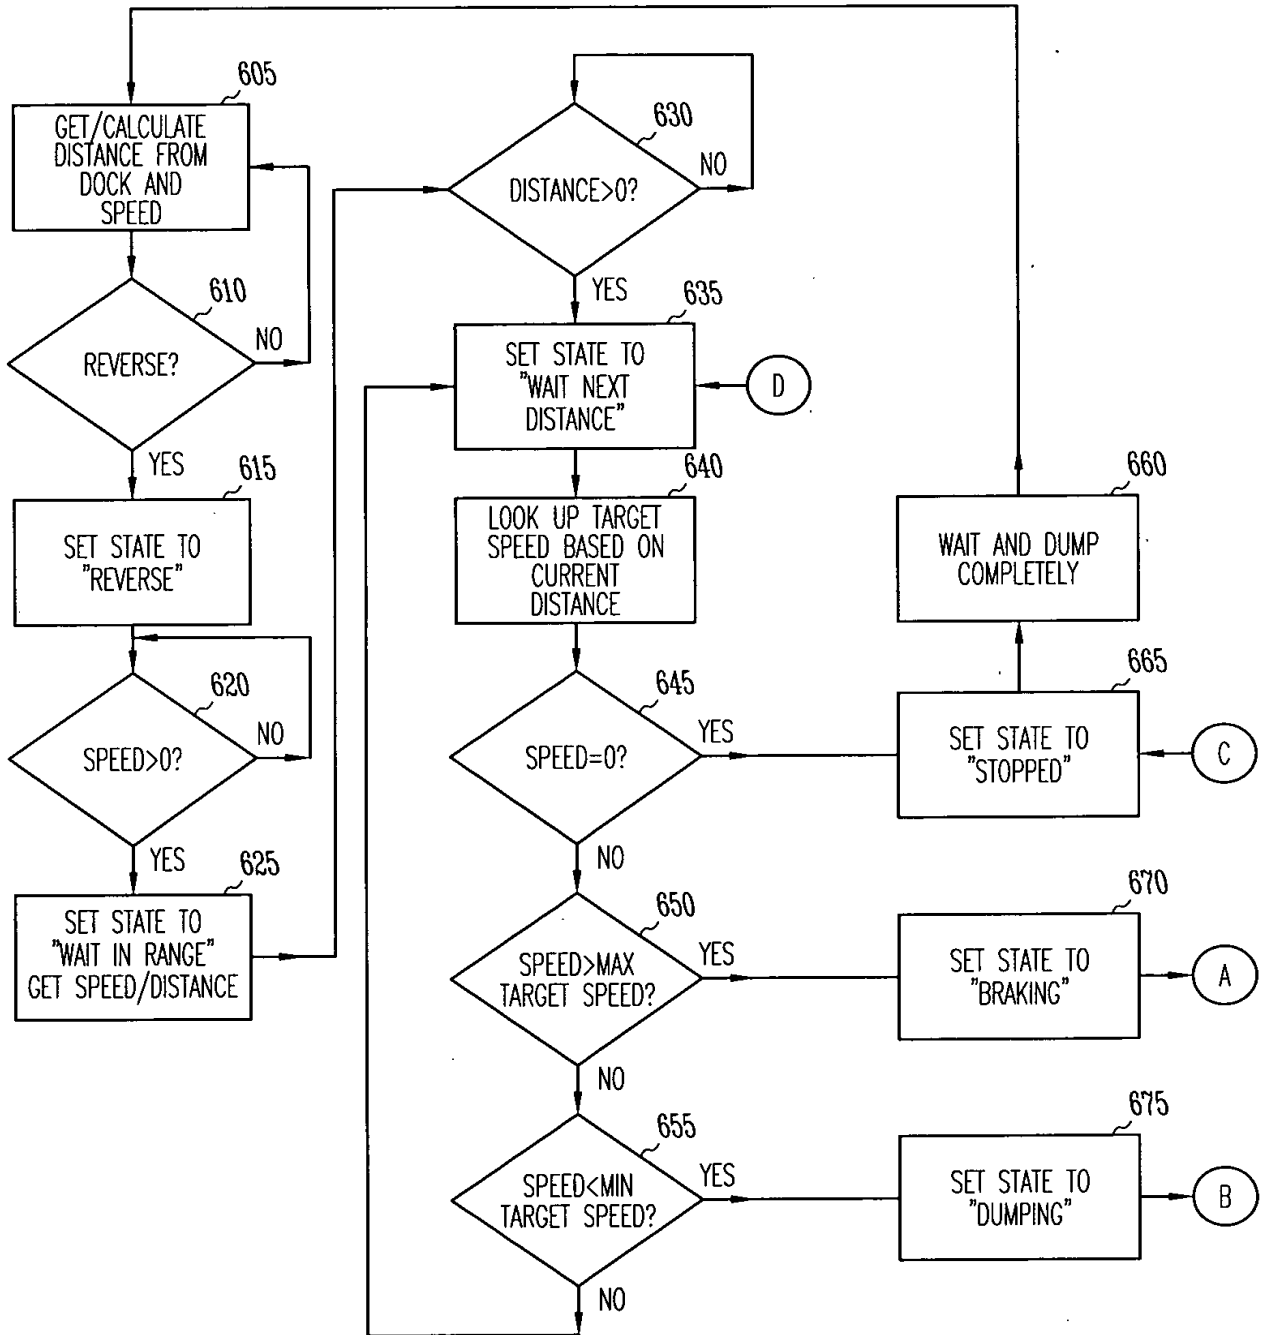 605
GET/CALCULATE
DISTANCE FROM
DOCK AND
SPEED
610
REVERSE?
NO
YES
615
SET STATE TO
"REVERSE"
620
SPEED>0?
NO
YES
625
SET STATE TO
"WAIT IN RANGE"
GET SPEED/DISTANCE
630
DISTANCE>0?
NO
YES
635
SET STATE TO
"WAIT NEXT
DISTANCE"
D
640
LOOK UP TARGET
SPEED BASED ON
CURRENT
DISTANCE
645
SPEED=0?
YES
NO
650
SPEED>MAX
TARGET SPEED?
YES
NO
655
SPEED<MIN
TARGET SPEED?
YES
NO
660
WAIT AND DUMP
COMPLETELY
665
SET STATE TO
"STOPPED"
C
670
SET STATE TO
"BRAKING"
A
675
SET STATE TO
"DUMPING"
B